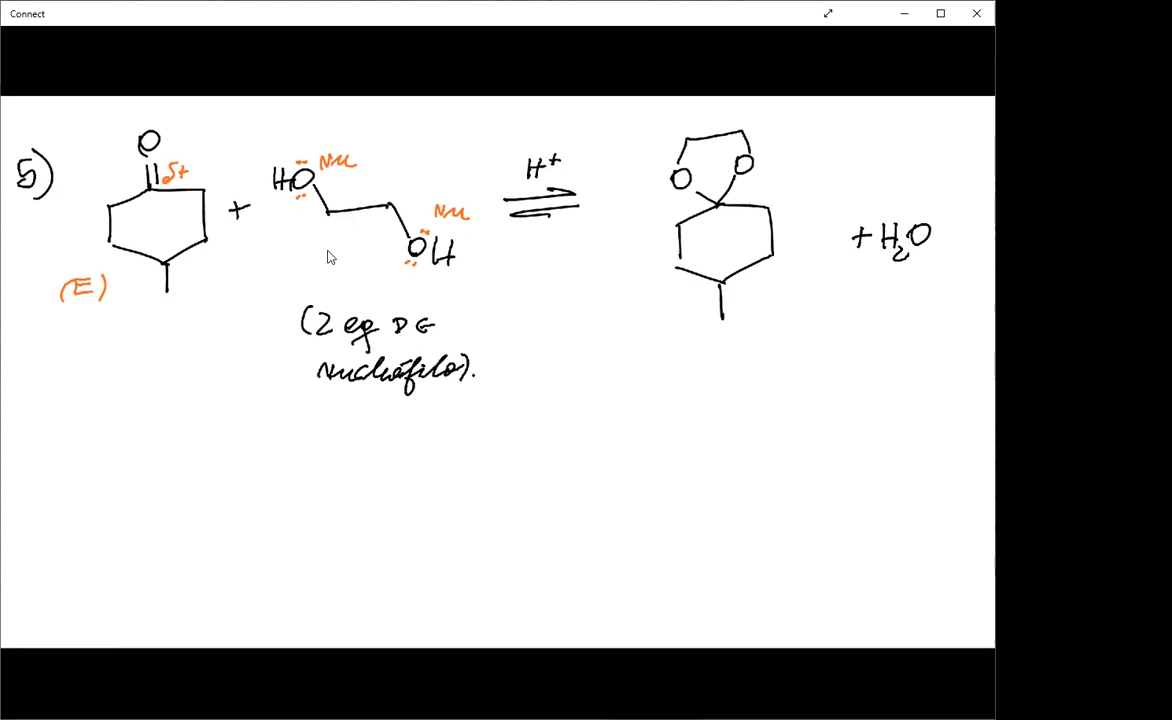 Connect
5)
O
δ+
+
HO
Nu
Nu
OH
H+
O
O
+ H2O
(E)
(2 eq DE
nucleófilo).